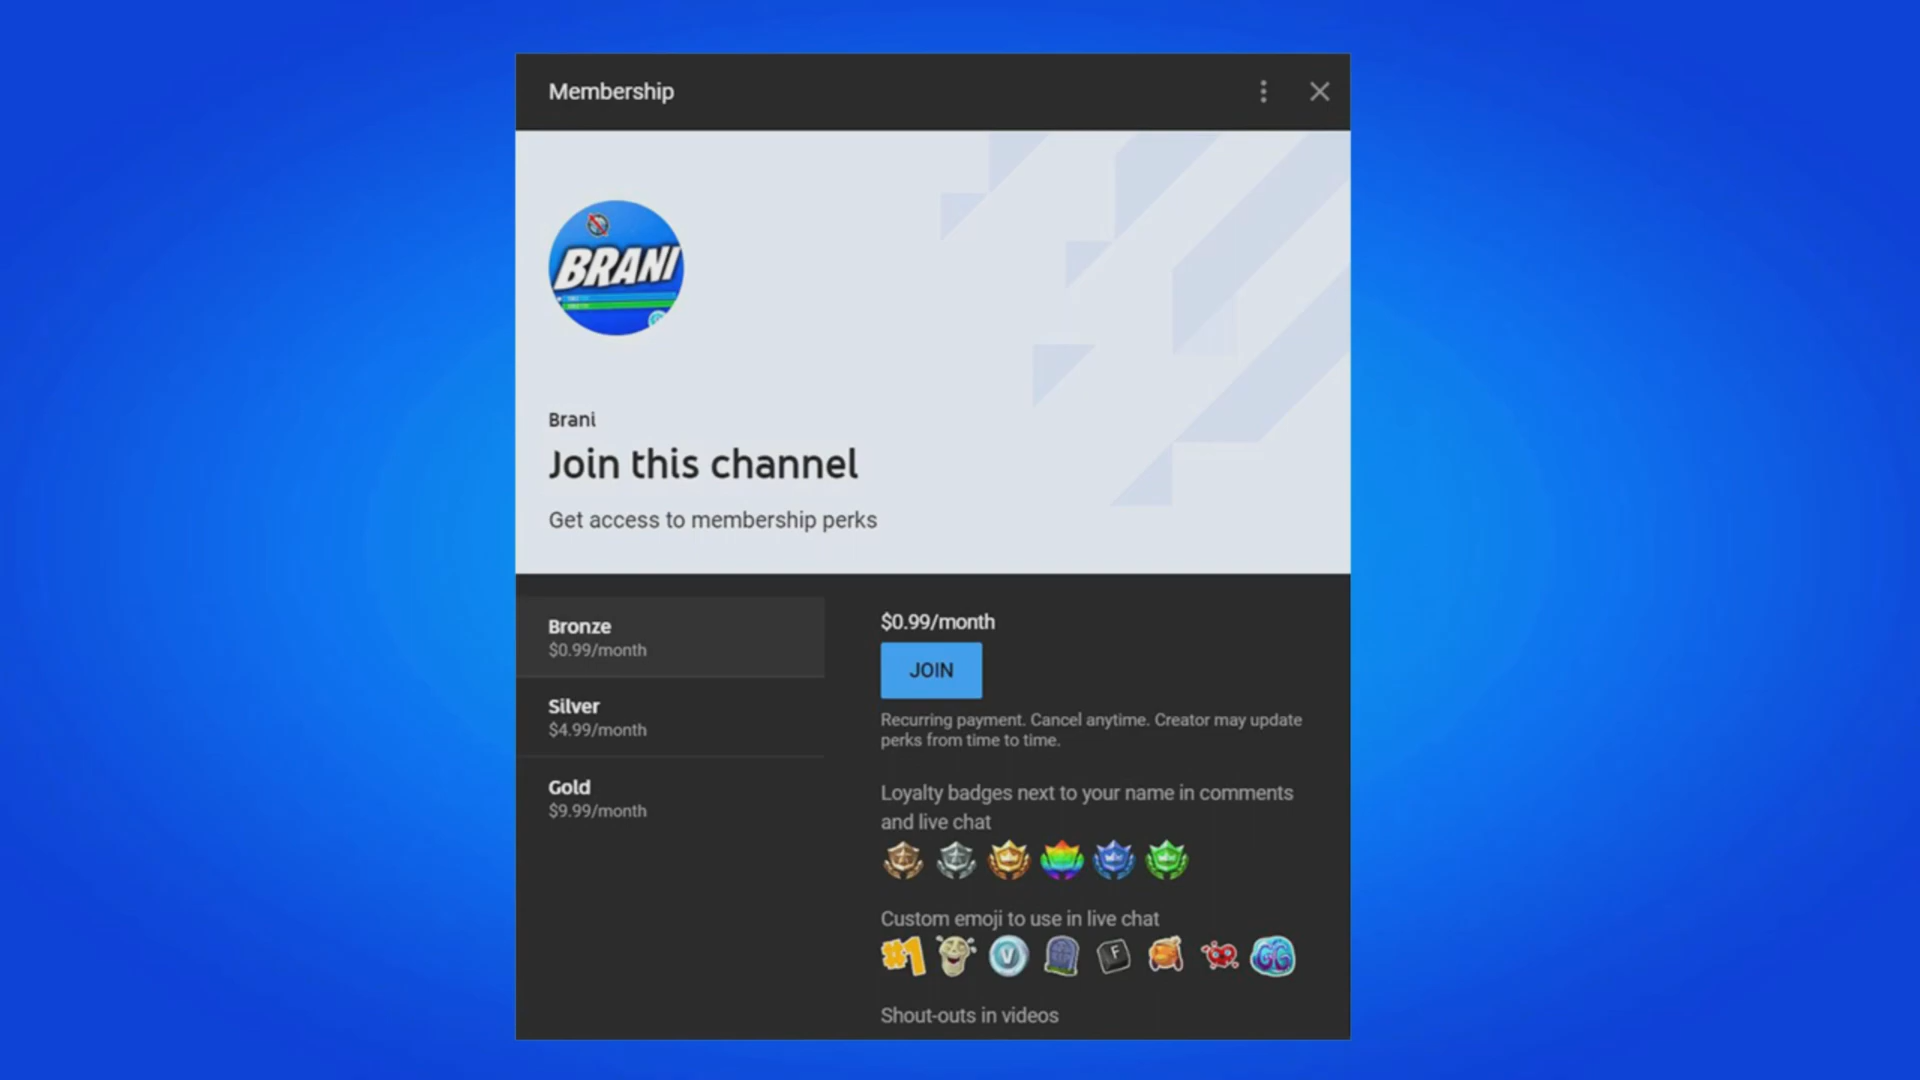 Membership
BRANI
Brani
Join this channel
Get access to membership perks
Bronze
$0.99/month
Silver
$4.99/month
Gold
$9.99/month
$0.99/month
JOIN
Recurring payment. Cancel anytime. Creator may update
perks from time to time.
Loyalty badges next to your name in comments
and live chat
Custom emoji to use in live chat
#1
V
RIP
F
GG
Shout-outs in videos